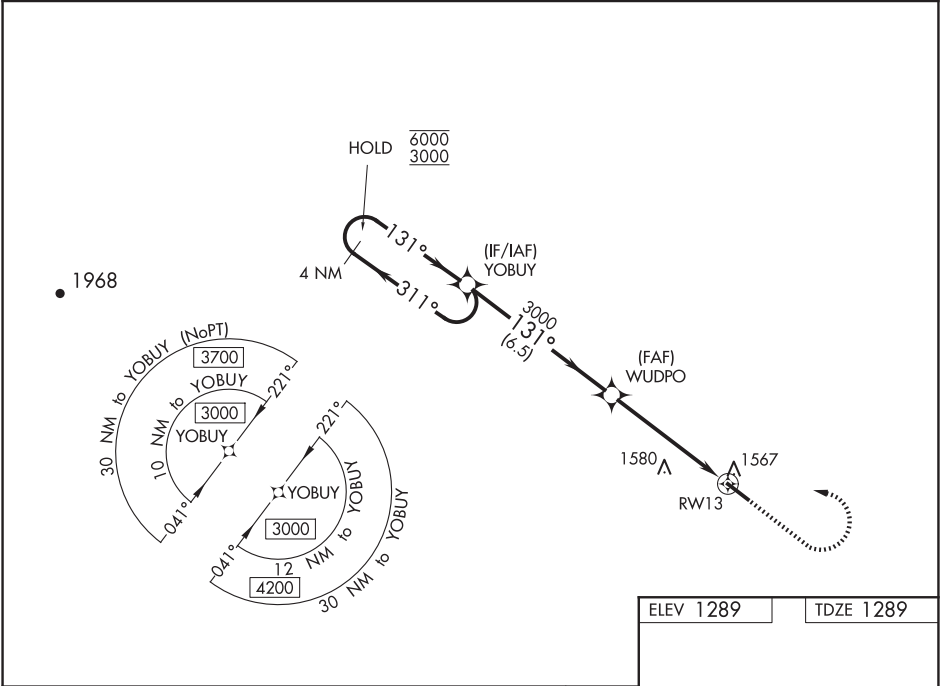 HOLD 6000
3000
131°
(IF/IAF)
YOBUY
4 NM
311°
1968
3000
131°
(6.5)
(FAF)
WUDPO
30 NM to YOBUY (NoPT)
3700
10 NM to YOBUY
3000
YOBUY
221°
041°
221°
YOBUY
3000
041°
12 NM to YOBUY
4200
30 NM to YOBUY
1580
1567
RW13
ELEV 1289
TDZE 1289